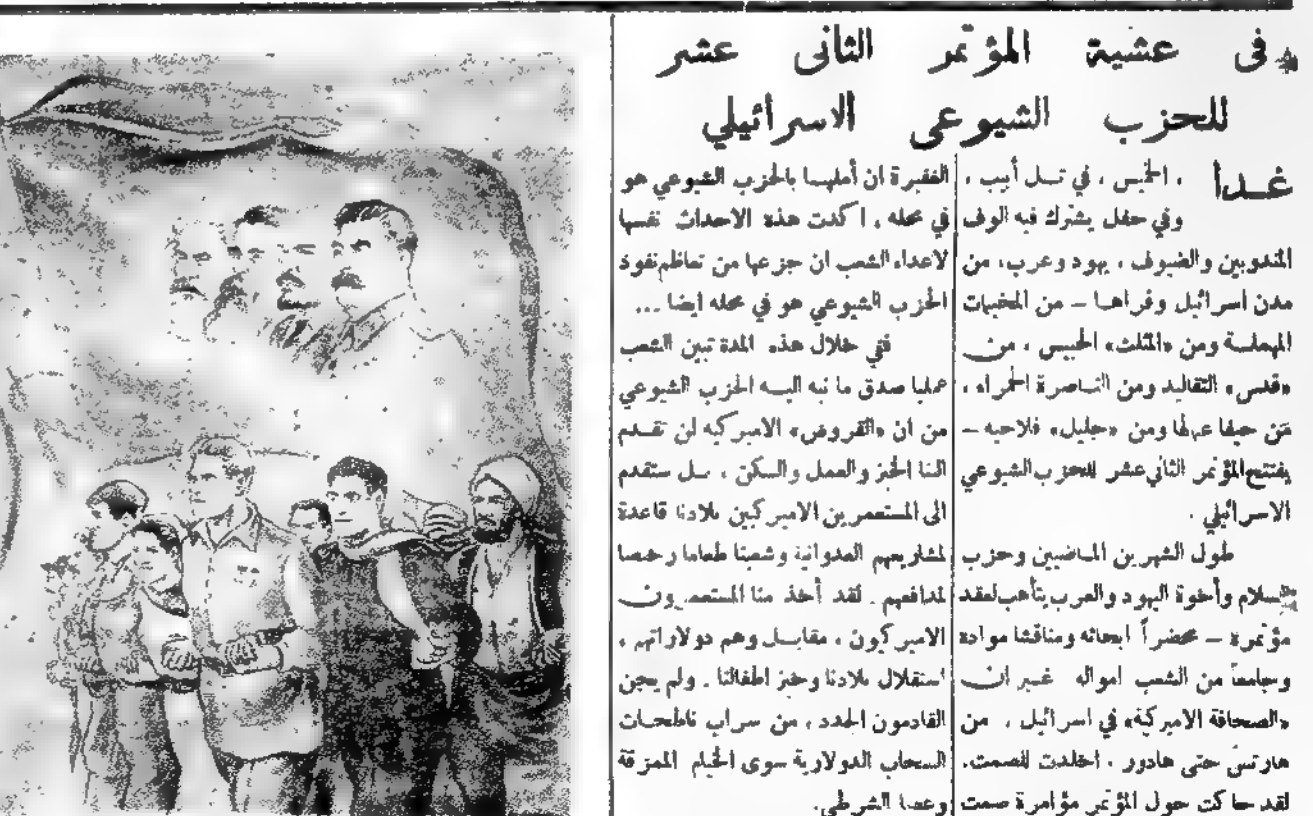 في عشية المؤتمر الثاني عشر
للحزب الشيوعي الاسرائيلي
غدا ، الخميس ، في تل أبيب ،
وفي حفل يشترك فيه الوف
المندوبين والضيوف ، يهود وعرب، من
مدن اسرائيل وقراها – من المخيمات
المهملة ومن «المثلث» الحبيس ، من
«قدس» التقاليد ومن الناصرة الحمراء ،
من حيفا عمالها ومن «جليل» فلاحيه –
يفتتح المؤتمر الثاني عشر للحزب الشيوعي
الاسرائيلي .
طول الشهرين الماضيين وحزب
السلام وأخوة اليهود والعرب يتأهب لعقد
مؤتمره – محضراً ابحاثه ومناقشا مواده
وجامعاً من الشعب امواله غير ان
«الصحافة الاميركية» في اسرائيل ، من
هارتس حتى هادور ، اخلدت للصمت.
لقد حاكت حول المؤتمر مؤامرة صمت
الفقيرة ان أملها بالحزب الشيوعي هو
في محله ، اكدت هذه الاحداث نفسها
لاعداء الشعب ان جزعها من تعاظم نفوذ
الحزب الشيوعي هو في محله ايضا ...
ففي خلال هذه المدة تبين الشعب
عمليا صدق ما نبه اليه الحزب الشيوعي
من ان «القروض» الاميركيه لن تقدم
النا الخبز والعمل والسكن ، بل ستقدم
الى المستعمرين الاميركيين بلادنا قاعدة
لمشاريعهم العدوانية وشعبنا طعاما رخيصا
لمدافعهم . لقد أخذ منا المستعمرون
الاميركون ، مقابل وهم دولاراتهم ،
استقلال بلادنا وخبز اطفالنا . ولم يجن
القادمون الجدد ، من سراب ناطحات
السحاب الدولارية سوى الخيام الممزقة
وعصا الشرطي.